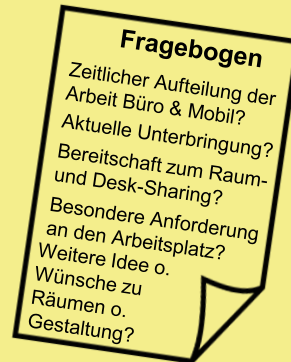 Fragebogen
Zeitlicher Aufteilung der
Arbeit Büro & Mobil?
Aktuelle Unterbringung?
Bereitschaft zum Raum-
und Desk-Sharing?
Besondere Anforderung
an den Arbeitsplatz?
Weitere Idee o.
Wünsche zu
Räumen o.
Gestaltung?